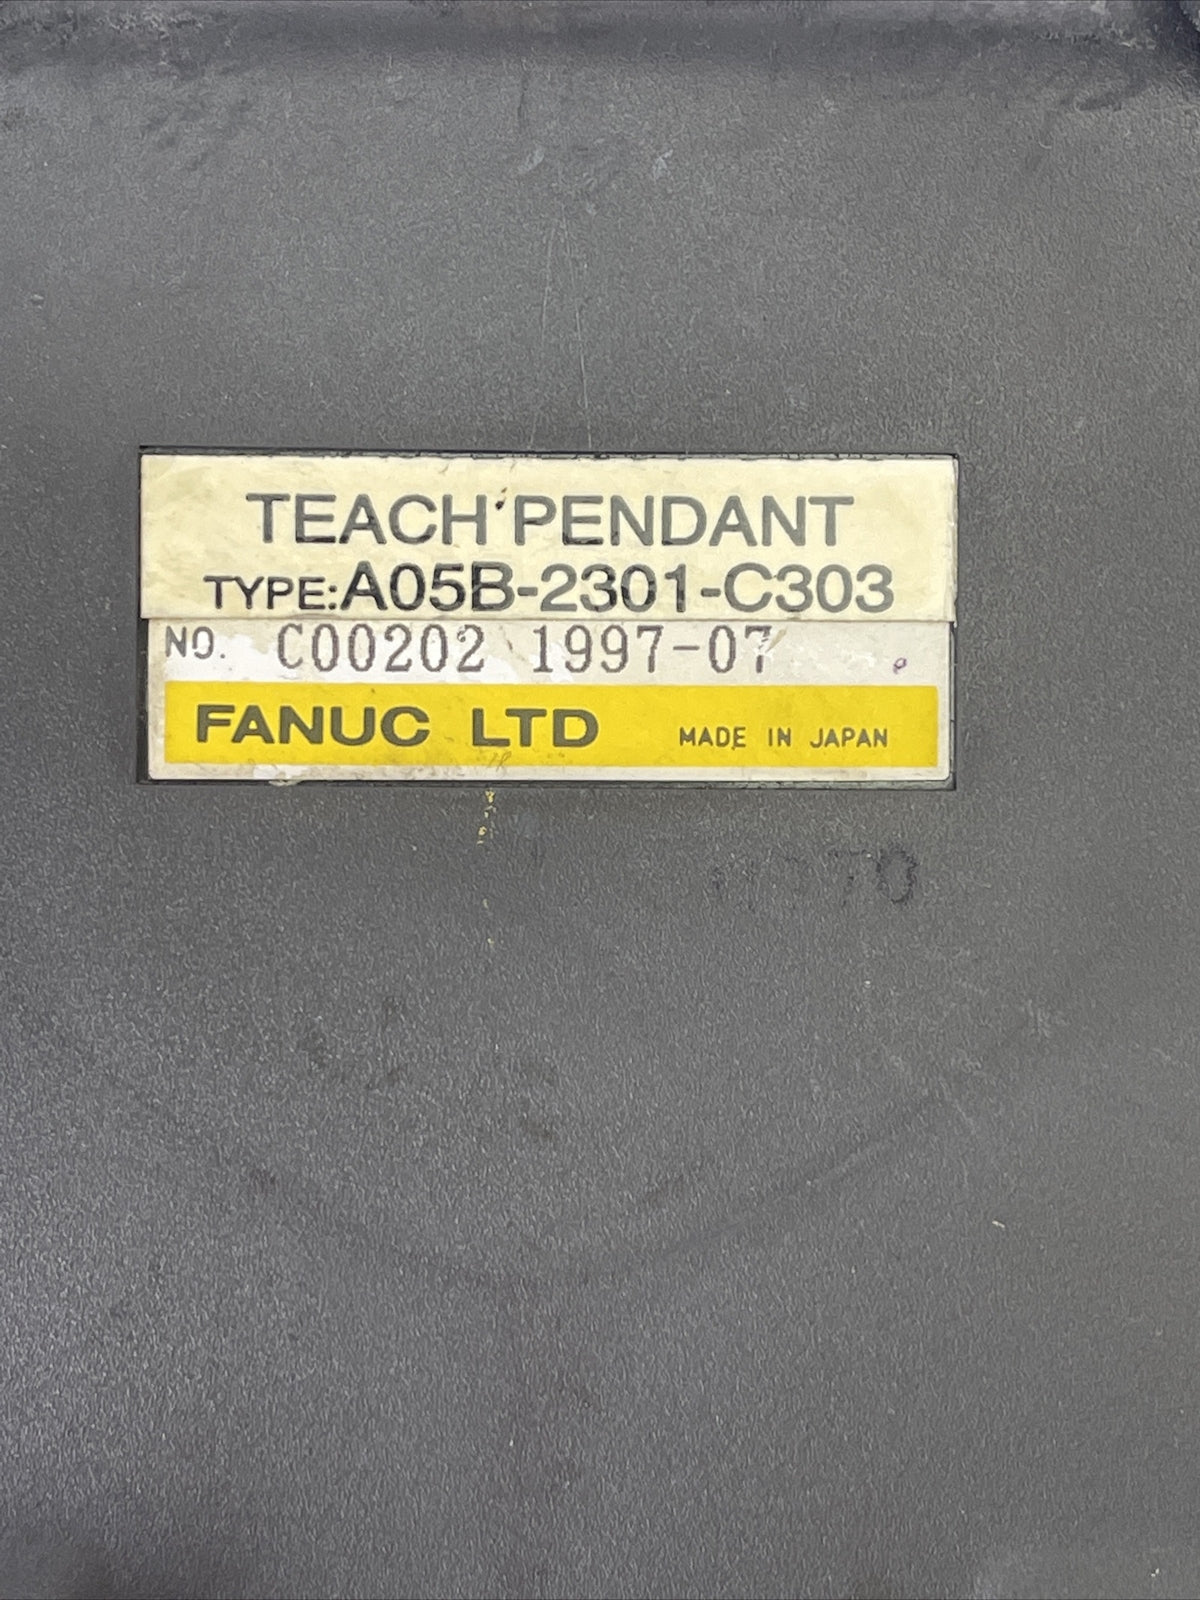 TEACH PENDANT
TYPE:A05B-2301-C303
NO. C00202 1997-07
FANUC LTD MADE IN JAPAN